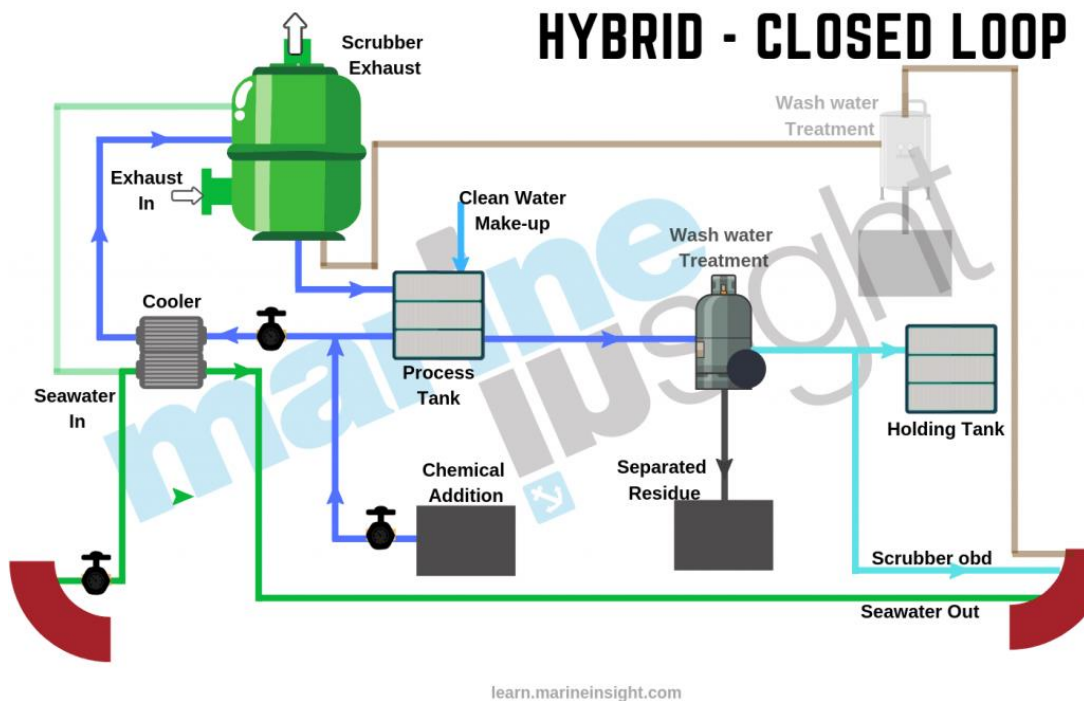 HYBRID - CLOSED LOOP
Scrubber
Exhaust
Wash water
Treatment
Exhaust
In
Clean Water
Make-up
Wash water
Treatment
Cooler
Process
Tank
Seawater
In
Holding Tank
Chemical
Addition
Separated
Residue
Scrubber obd
Seawater Out
marine
insight
learn.marineinsight.com